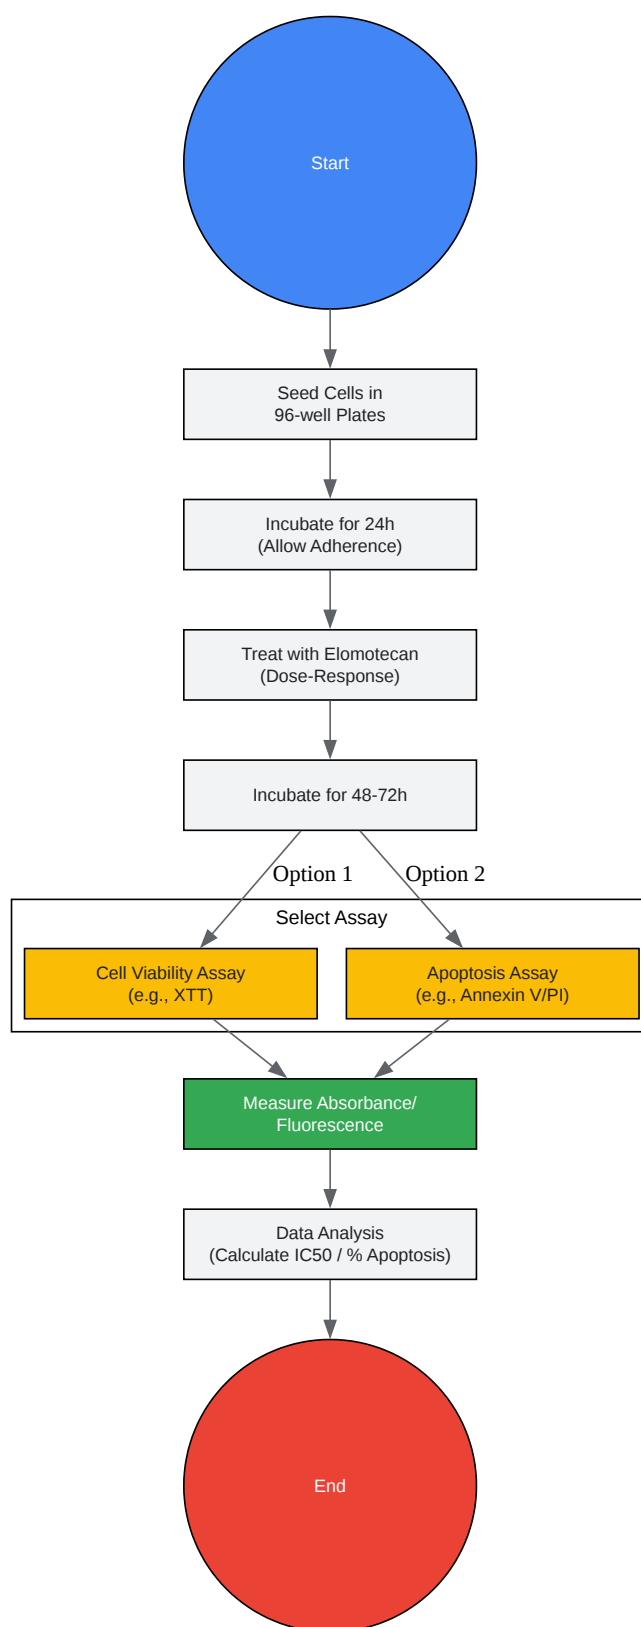 Start
Seed Cells in
96-well Plates
Incubate for 24h
(Allow Adherence)
Treat with Elomotecan
(Dose-Response)
Incubate for 48-72h
Option 1
Option 2
Select Assay
Cell Viability Assay
(e.g., XTT)
Apoptosis Assay
(e.g., Annexin V/PI)
Measure Absorbance/
Fluorescence
Data Analysis
(Calculate IC50 / % Apoptosis)
End